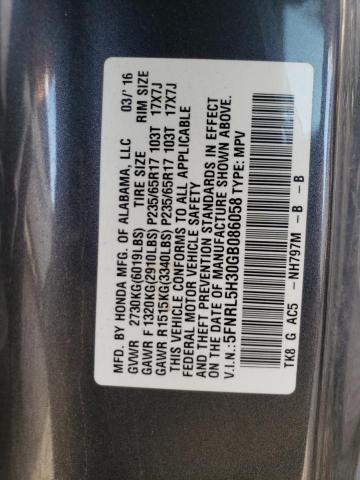 MFD. BY HONDA MFG. OF ALABAMA, LLC 03/'16
GVWR 2730KG(6019LBS) TIRE SIZE RIM SIZE
GAWR F 1320KG(2910LBS) P235/65R17 103T 17X7J
GAWR R1515KG(3340LBS) P235/65R17 103T 17X7J
THIS VEHICLE CONFORMS TO ALL APPLICABLE
FEDERAL MOTOR VEHICLE SAFETY
AND THEFT PREVENTION STANDARDS IN EFFECT
ON THE DATE OF MANUFACTURE SHOWN ABOVE.
V.I.N.:5FNRL5H30GB086058 TYPE: MPV
TK8 G AC5 - NH797M - B - B